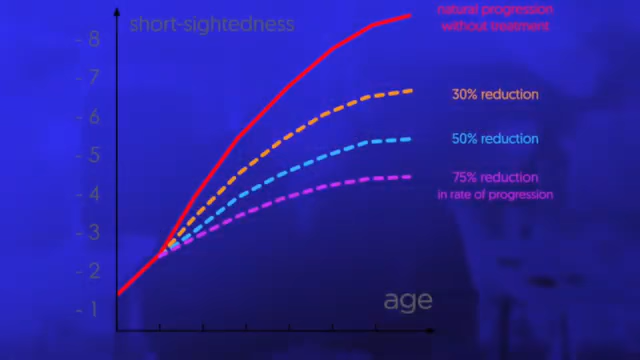 short-sightedness
natural progression
without treatment
- 8
- 7
- 6
- 5
- 4
- 3
- 2
- 1
30% reduction
50% reduction
75% reduction
in rate of progression
age